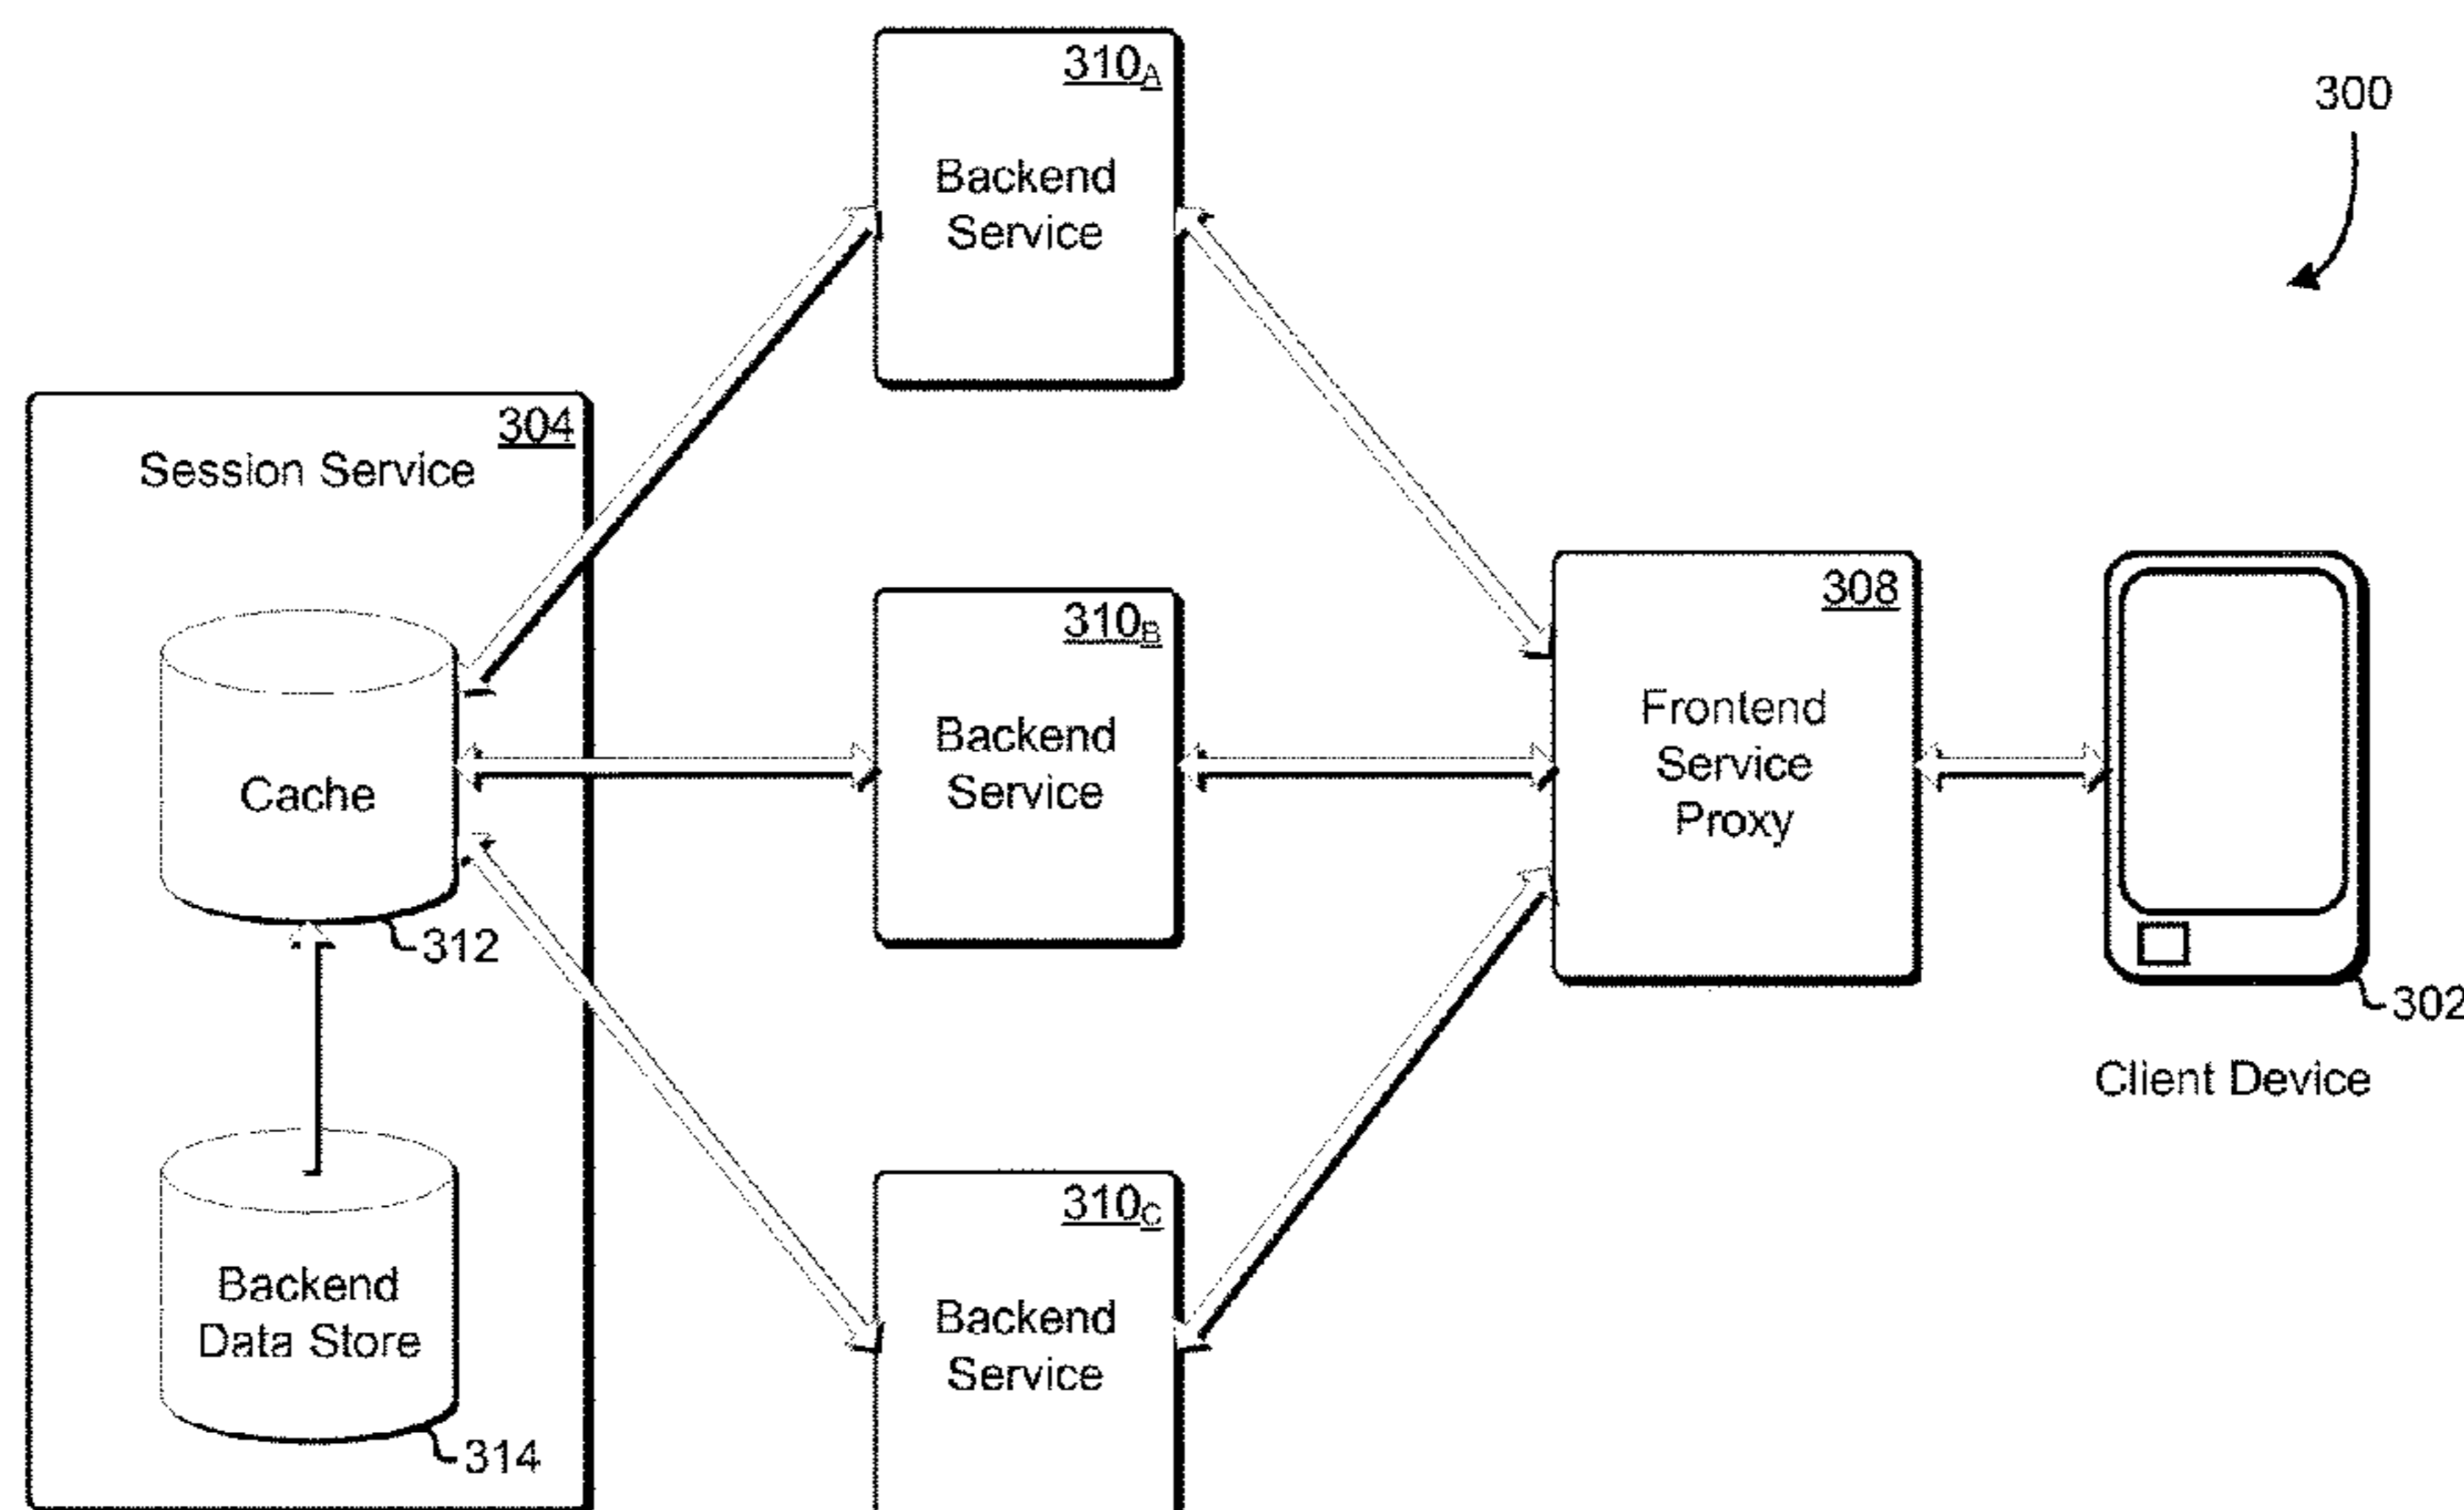 310A
Backend
Service
300
304
Session Service
Cache
312
Backend
Data Store
314
310B
Backend
Service
310C
Backend
Service
308
Frontend
Service
Proxy
302
Client Device